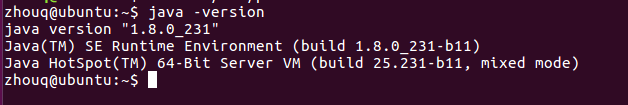 zhouq@ubuntu:~$ java -version
java version "1.8.0_231"
Java(TM) SE Runtime Environment (build 1.8.0_231-b11)
Java HotSpot(TM) 64-Bit Server VM (build 25.231-b11, mixed mode)
zhouq@ubuntu:~$